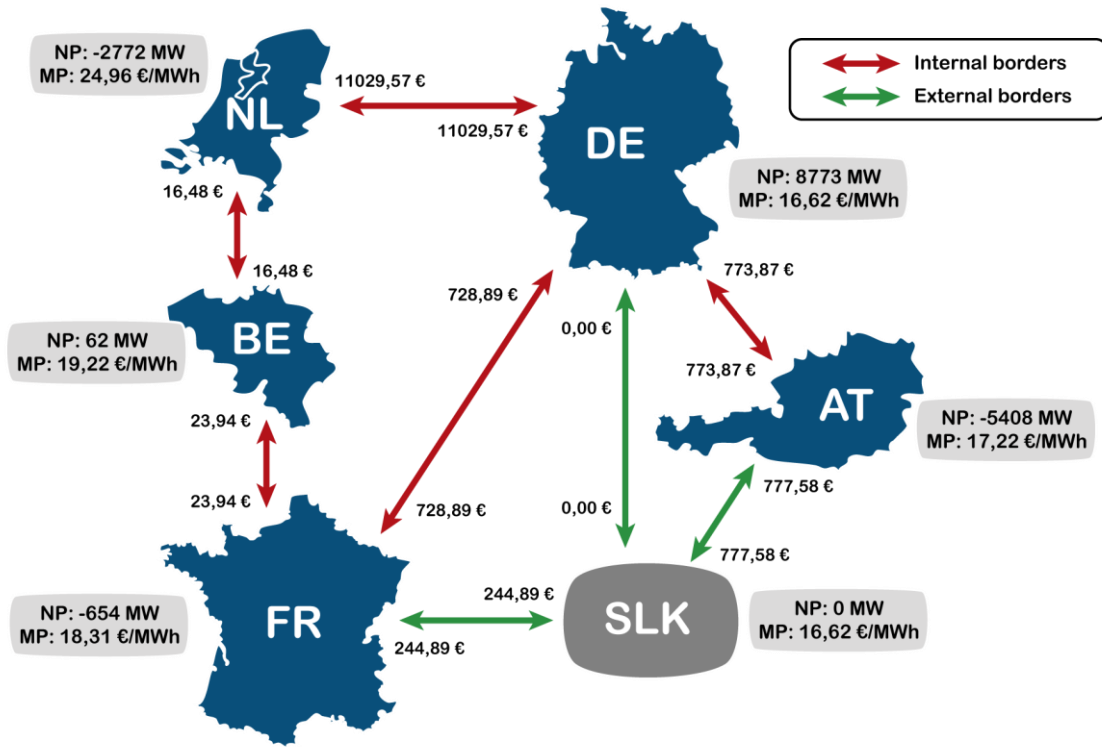 NP: -2772 MW
MP: 24,96 €/MWh
NL
11029,57 €
11029,57 €
DE
Internal borders
External borders
NP: 8773 MW
MP: 16,62 €/MWh
16,48 €
16,48 €
728,89 €
773,87 €
0,00 €
773,87 €
NP: 62 MW
MP: 19,22 €/MWh
BE
AT
NP: -5408 MW
MP: 17,22 €/MWh
23,94 €
23,94 €
728,89 €
0,00 €
777,58 €
777,58 €
NP: -654 MW
MP: 18,31 €/MWh
FR
244,89 €
244,89 €
SLK
NP: 0 MW
MP: 16,62 €/MWh